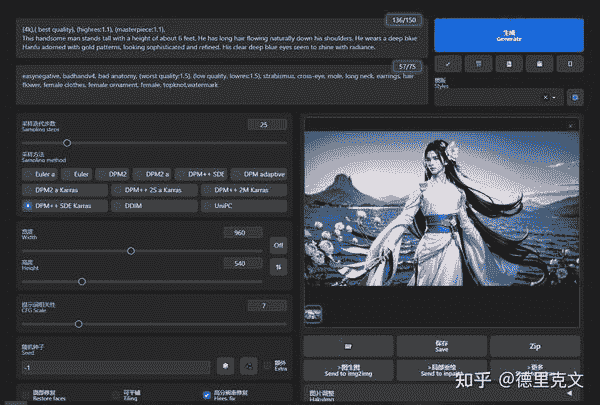 136/150
(4k),( best quality), (highres:1.1), (masterpiece:1.1),
This handsome man stands tall with a height of about 6 feet. He has long hair flowing naturally down his shoulders. He wears a deep blue
Hanfu adorned with gold patterns, looking sophisticated and refined. His clear deep blue eyes seem to shine with radiance.
57/75
easynegative, badhandv4, bad anatomy, (worst quality:1.5), (low quality, lowres:1.5), strabismus, cross-eye, mole, long neck, earrings, hair
flower, female clothes, female ornament, female, topknot,watermark
生成
Generate
模版
Styles
采样迭代步数
Sampling steps
25
采样方法
Sampling method
Euler a
Euler
DPM2
DPM2 a
DPM++ SDE
DPM adaptive
DPM2 a Karras
DPM++ 2S a Karras
DPM++ 2M Karras
DPM++ SDE Karras
DDIM
UniPC
宽度
Width
960
Off
高度
Height
540
提示词相关性
CFG Scale
7
随机种子
Seed
-1
额外
Extra
面部修复
Restore faces
可平铺
Tiling
高分辨率修复
Hires. fix
保存
Save
Zip
>图生图
Send to img2img
>局部重绘
Send to inpaint
>更多
图片调整
知乎 @德里克文